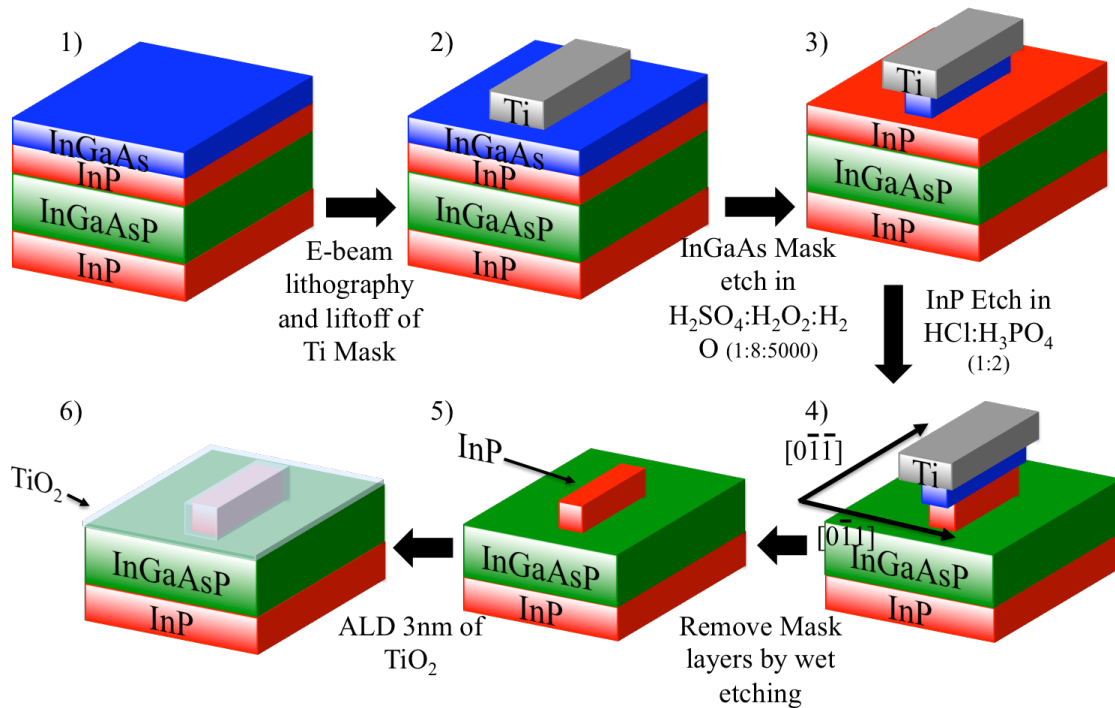 1)
InGaAs
InP
InGaAsP
InP
E-beam
lithography
and liftoff of
Ti Mask
2)
Ti
InGaAs
InP
InGaAsP
InP
InGaAs Mask
etch in
H₂SO₄:H₂O₂:H₂
O (1:8:5000)
3)
Ti
InP
InGaAsP
InP
InP Etch in
HCl:H₃PO₄
(1:2)
4)
[01̄1̄]
Ti
[01̄1]
InGaAsP
InP
Remove Mask
layers by wet
etching
5)
InP
InGaAsP
InP
ALD 3nm of
TiO₂
6)
TiO₂
InGaAsP
InP